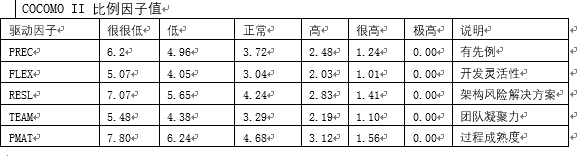 COCOMO II 比例因子值
驱动因子 很很低 低 正常 高 很高 极高 说明
PREC 6.2 4.96 3.72 2.48 1.24 0.00 有先例
FLEX 5.07 4.05 3.04 2.03 1.01 0.00 开发灵活性
RESL 7.07 5.65 4.24 2.83 1.41 0.00 架构风险解决方案
TEAM 5.48 4.38 3.29 2.19 1.10 0.00 团队凝聚力
PMAT 7.80 6.24 4.68 3.12 1.56 0.00 过程成熟度